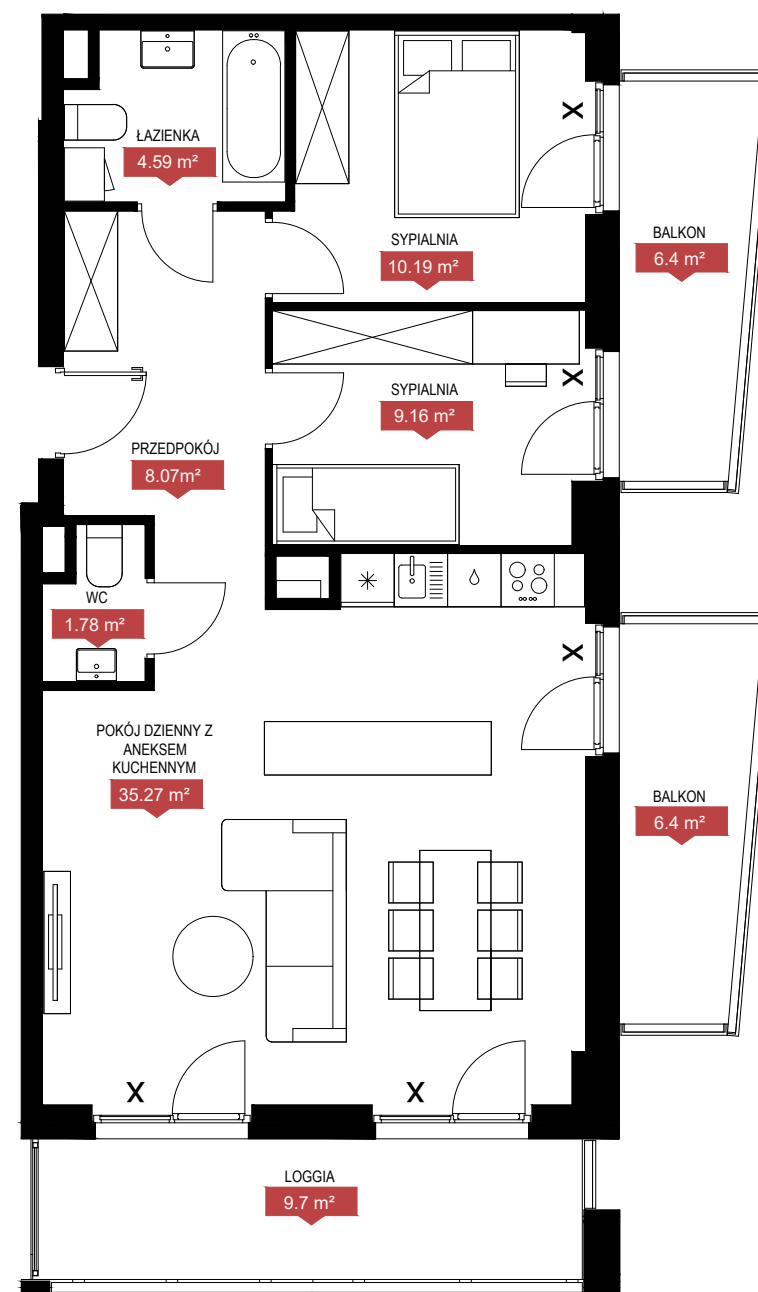 ŁAZIENKA
4.59 m²
X
SYPIALNIA
10.19 m²
BALKON
6.4 m²
X
SYPIALNIA
9.16 m²
PRZEDPOKÓJ
8.07m²
WC
1.78 m²
X
POKÓJ DZIENNY Z
ANEKSEM
KUCHENNYM
35.27 m²
BALKON
6.4 m²
X
X
LOGGIA
9.7 m²